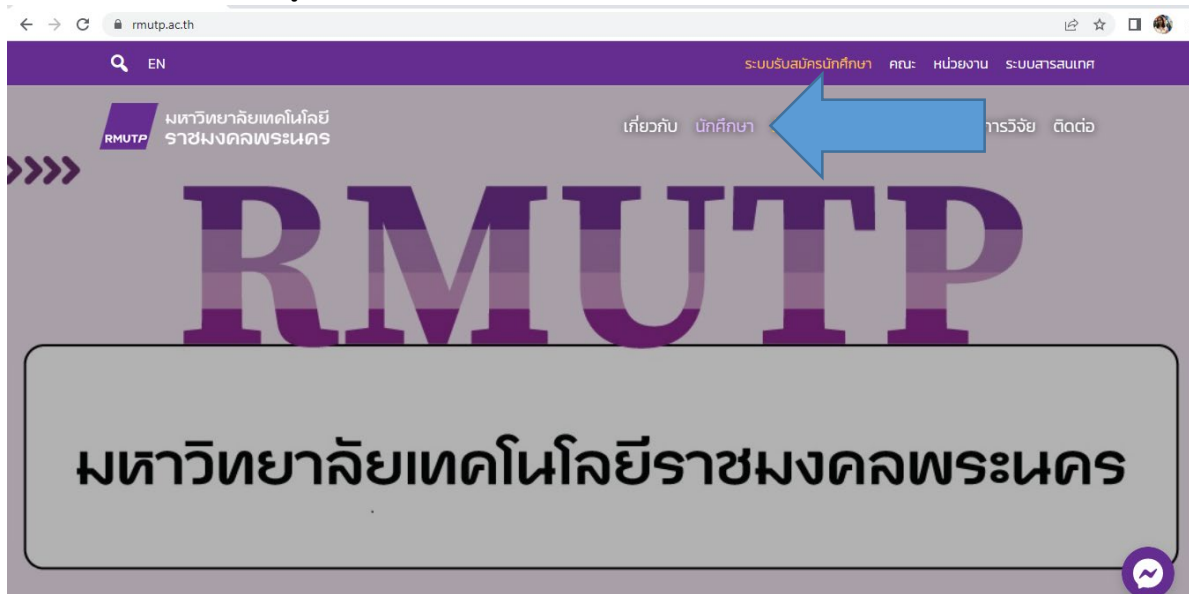 rmutp.ac.th
EN
ระบบรับสมัครนักศึกษา คณะ หน่วยงาน ระบบสารสนเทศ
RMUTP
มหาวิทยาลัยเทคโนโลยี
ราชมงคลพระนคร
เกี่ยวกับ นักศึกษา ติดต่อ
RMUTP
มหาวิทยาลัยเทคโนโลยีราชมงคลพระนคร